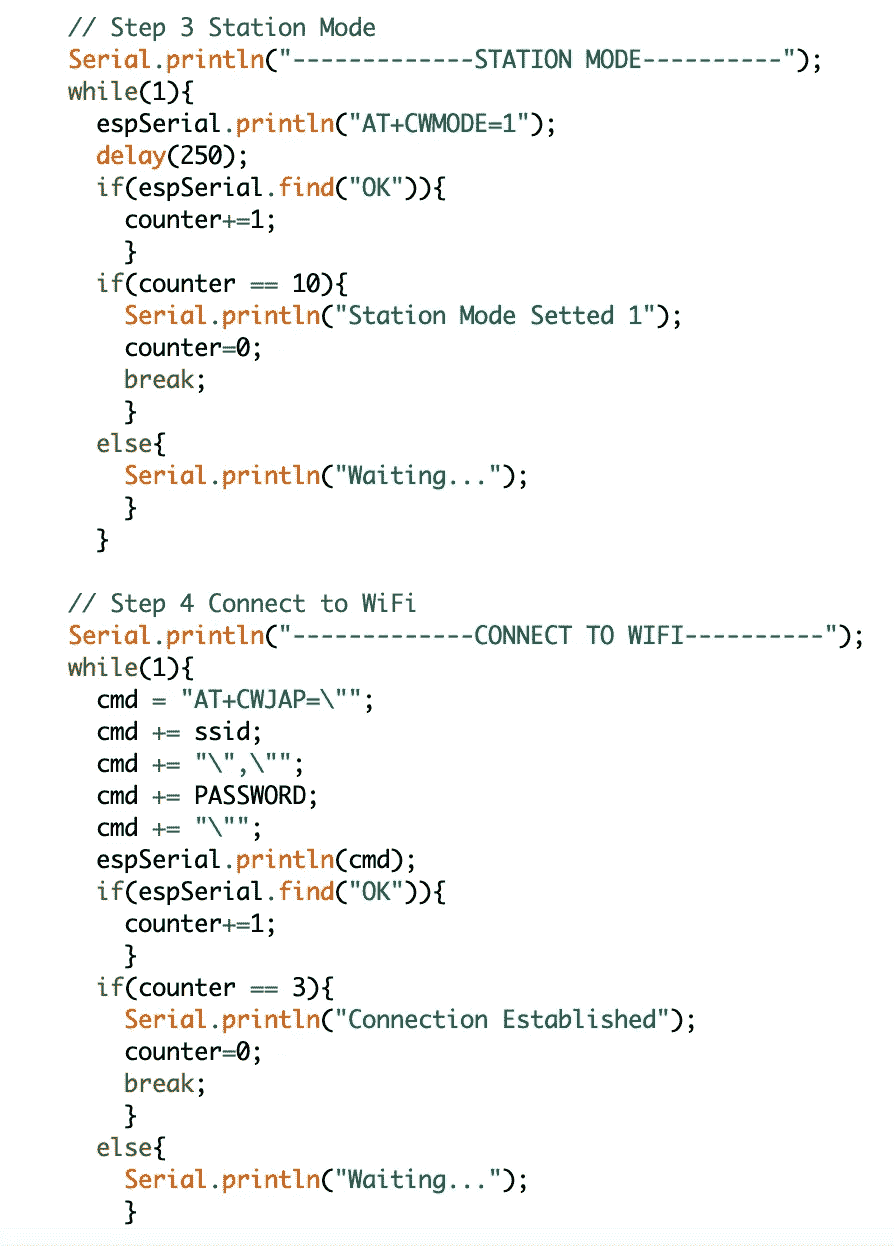 // Step 3 Station Mode
Serial.println("-------------STATION MODE----------");
while(1){
espSerial.println("AT+CWMODE=1");
delay(250);
if(espSerial.find("OK")){
counter+=1;
}
if(counter == 10){
Serial.println("Station Mode Setted 1");
counter=0;
break;
}
else{
Serial.println("Waiting...");
}
}
// Step 4 Connect to WiFi
Serial.println("-------------CONNECT TO WIFI----------");
while(1){
cmd = "AT+CWJAP=\"";
cmd += ssid;
cmd += "\",\"";
cmd += PASSWORD;
cmd += "\"";
espSerial.println(cmd);
if(espSerial.find("OK")){
counter+=1;
}
if(counter == 3){
Serial.println("Connection Established");
counter=0;
break;
}
else{
Serial.println("Waiting...");
}